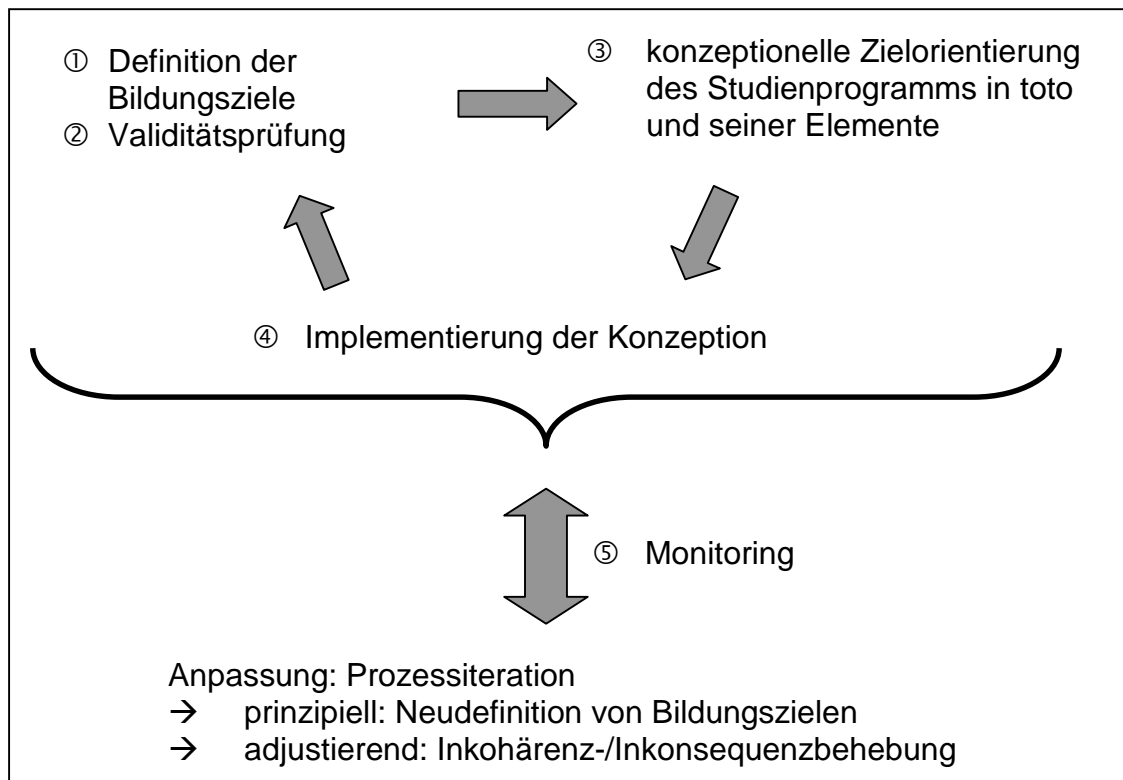 ① Definition der
Bildungsziele
② Validitätsprüfung
③ konzeptionelle Zielorientierung
des Studienprogramms in toto
und seiner Elemente
④ Implementierung der Konzeption
⑤ Monitoring
Anpassung: Prozessiteration
→ prinzipiell: Neudefinition von Bildungszielen
→ adjustierend: Inkohärenz-/Inkonsequenzbehebung